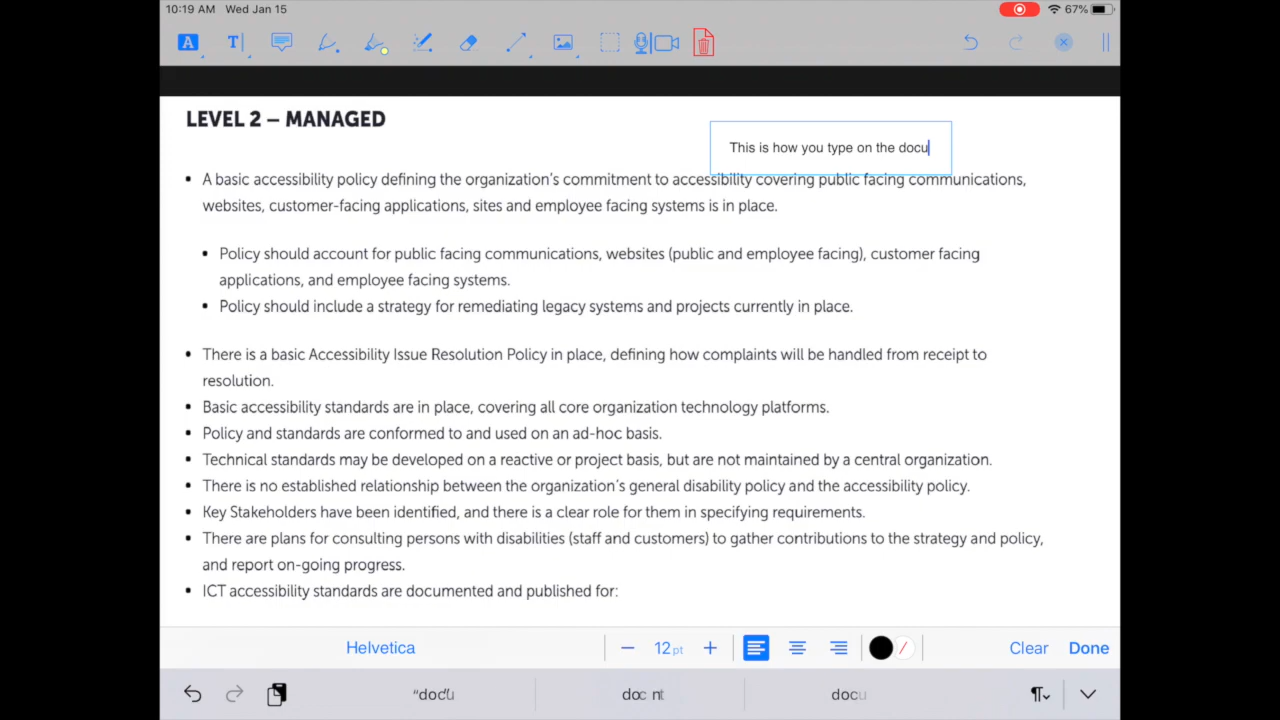 10:19 AM Wed Jan 15 67%
A T
LEVEL 2 – MANAGED
This is how you type on the docu
• A basic accessibility policy defining the organization's commitment to accessibility covering public facing communications,
websites, customer-facing applications, sites and employee facing systems is in place.
• Policy should account for public facing communications, websites (public and employee facing), customer facing
applications, and employee facing systems.
• Policy should include a strategy for remediating legacy systems and projects currently in place.
• There is a basic Accessibility Issue Resolution Policy in place, defining how complaints will be handled from receipt to
resolution.
• Basic accessibility standards are in place, covering all core organization technology platforms.
• Policy and standards are conformed to and used on an ad-hoc basis.
• Technical standards may be developed on a reactive or project basis, but are not maintained by a central organization.
• There is no established relationship between the organization's general disability policy and the accessibility policy.
• Key Stakeholders have been identified, and there is a clear role for them in specifying requirements.
• There are plans for consulting persons with disabilities (staff and customers) to gather contributions to the strategy and policy,
and report on-going progress.
• ICT accessibility standards are documented and published for:
Helvetica − 12 pt + Clear Done
docu